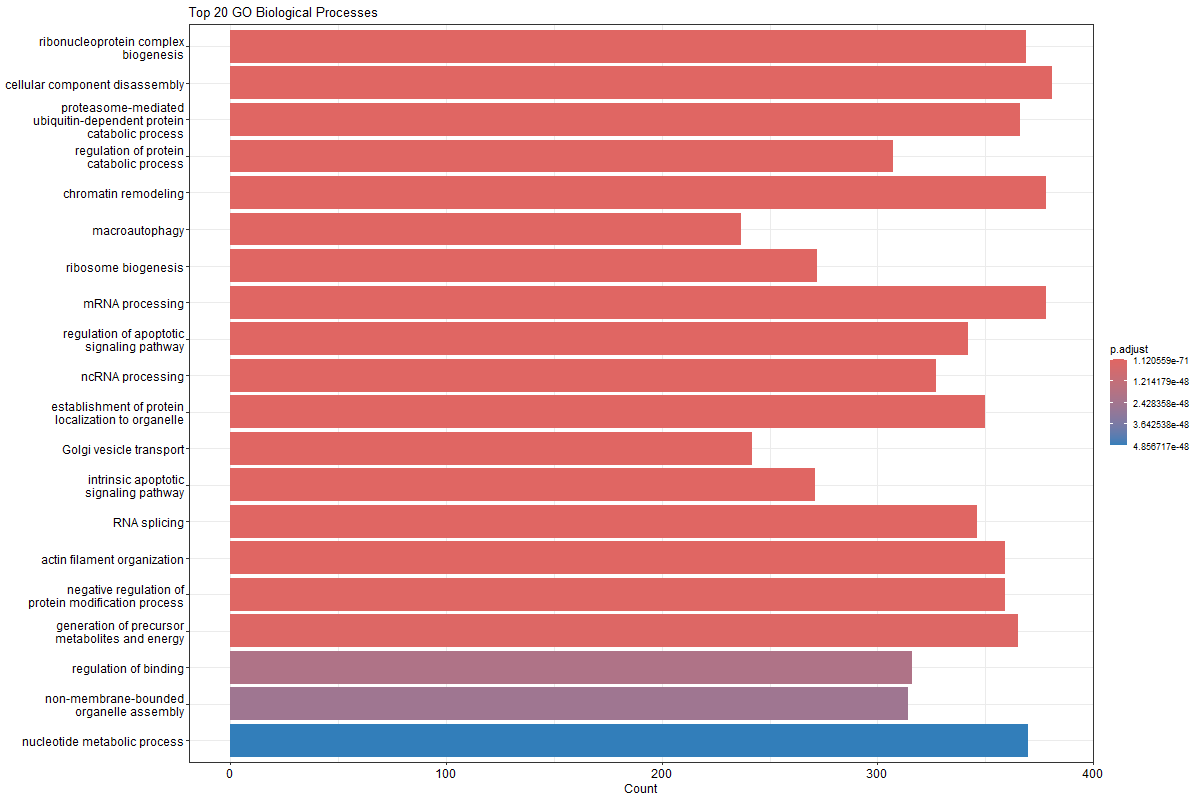 Top 20 GO Biological Processes
ribonucleoprotein complex
biogenesis
cellular component disassembly
proteasome-mediated
ubiquitin-dependent protein
catabolic process
regulation of protein
catabolic process
chromatin remodeling
macroautophagy
ribosome biogenesis
mRNA processing
regulation of apoptotic
signaling pathway
ncRNA processing
establishment of protein
localization to organelle
Golgi vesicle transport
intrinsic apoptotic
signaling pathway
RNA splicing
actin filament organization
negative regulation of
protein modification process
generation of precursor
metabolites and energy
regulation of binding
non-membrane-bounded
organelle assembly
nucleotide metabolic process
0 100 200 300 400
Count
p.adjust
1.120559e-71
1.214179e-48
2.428358e-48
3.642538e-48
4.856717e-48